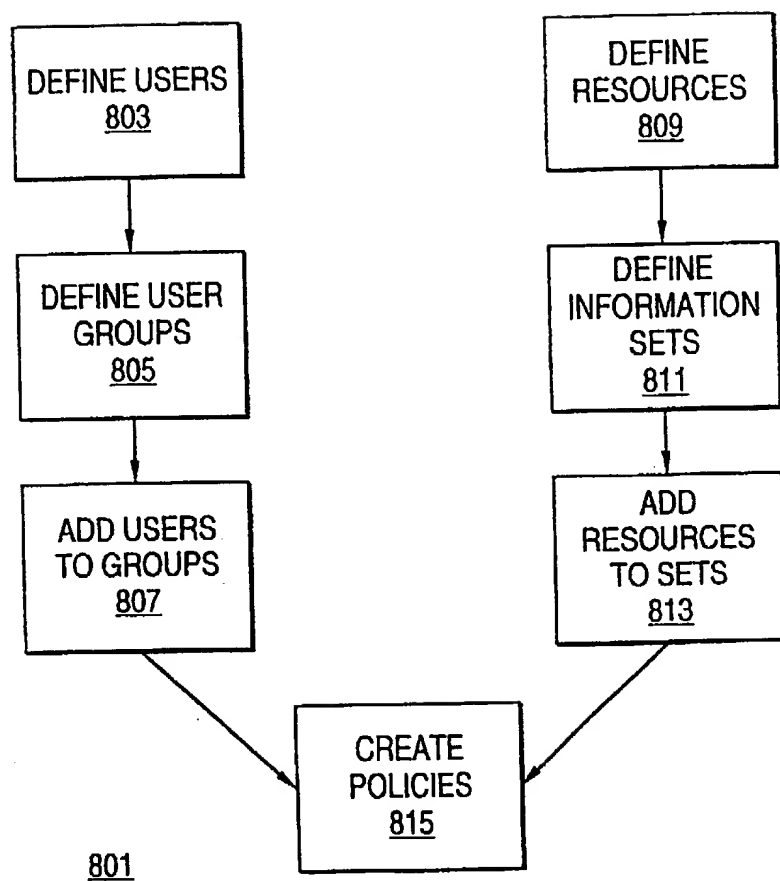 DEFINE USERS
803
DEFINE
RESOURCES
809
DEFINE USER
GROUPS
805
DEFINE
INFORMATION
SETS
811
ADD USERS
TO GROUPS
807
ADD
RESOURCES
TO SETS
813
CREATE
POLICIES
815
801